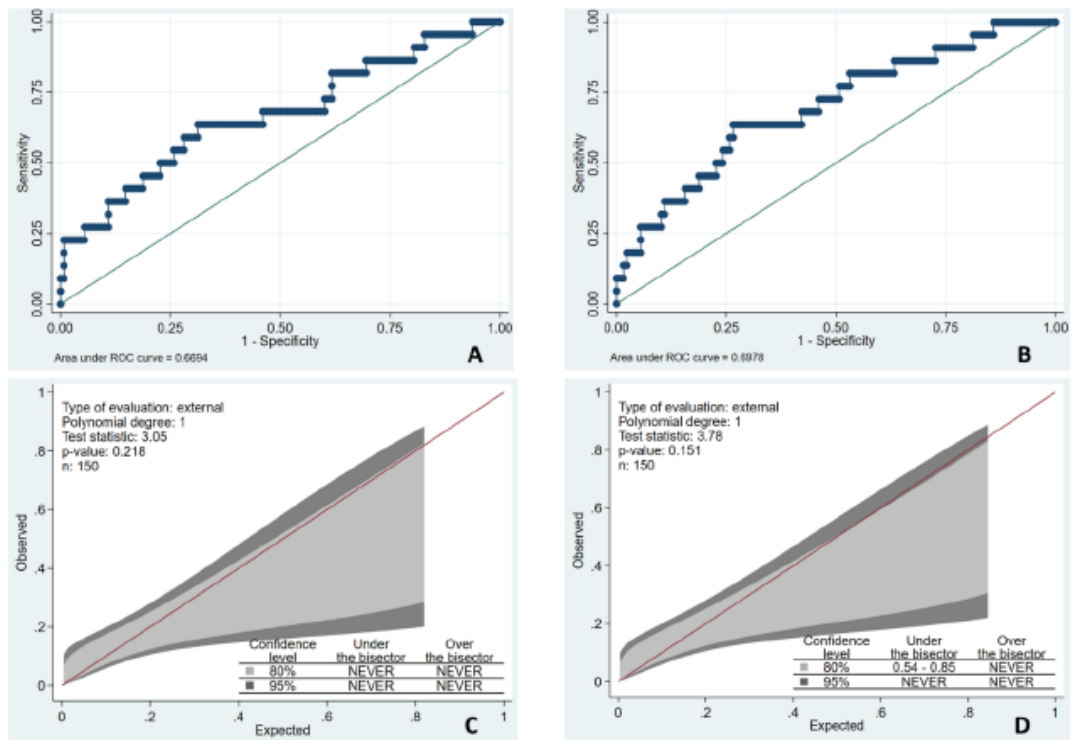 1.00
0.75
0.50
0.25
0.00
Sensitivity
0.00 0.25 0.50 0.75 1.00
1 - Specificity
Area under ROC curve = 0.6694
A
1.00
0.75
0.50
0.25
0.00
Sensitivity
0.00 0.25 0.50 0.75 1.00
1 - Specificity
Area under ROC curve = 0.6978
B
Type of evaluation: external
Polynomial degree: 1
Test statistic: 3.05
p-value: 0.218
n: 150
1
.8
.6
.4
.2
0
Observed
Confidence level Under the bisector Over the bisector
80% NEVER NEVER
95% NEVER NEVER
0 .2 .4 .6 .8 1
Expected
C
Type of evaluation: external
Polynomial degree: 1
Test statistic: 3.78
p-value: 0.151
n: 150
1
.8
.6
.4
.2
0
Observed
Confidence level Under the bisector Over the bisector
80% 0.54 - 0.85 NEVER
95% NEVER NEVER
0 .2 .4 .6 .8 1
Expected
D